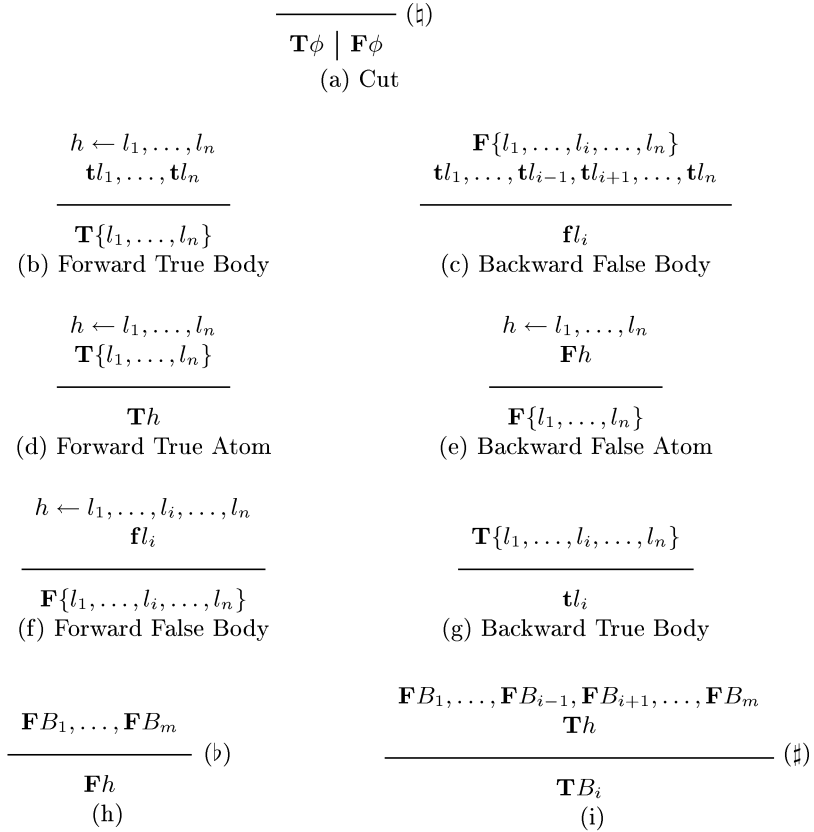 (♮)
𝐓ϕ | 𝐅ϕ
(a) Cut
h ← l₁, . . . , lₙ
𝐭l₁, . . . , 𝐭lₙ
𝐓{l₁, . . . , lₙ}
(b) Forward True Body
𝐅{l₁, . . . , lᵢ, . . . , lₙ}
𝐭l₁, . . . , 𝐭lᵢ₋₁, 𝐭lᵢ₊₁, . . . , 𝐭lₙ
𝐟lᵢ
(c) Backward False Body
h ← l₁, . . . , lₙ
𝐓{l₁, . . . , lₙ}
𝐓h
(d) Forward True Atom
h ← l₁, . . . , lₙ
𝐅h
𝐅{l₁, . . . , lₙ}
(e) Backward False Atom
h ← l₁, . . . , lᵢ, . . . , lₙ
𝐟lᵢ
𝐅{l₁, . . . , lᵢ, . . . , lₙ}
(f) Forward False Body
𝐓{l₁, . . . , lᵢ, . . . , lₙ}
𝐭lᵢ
(g) Backward True Body
𝐅B₁, . . . , 𝐅Bₘ
(♭)
𝐅h
(h)
𝐅B₁, . . . , 𝐅Bᵢ₋₁, 𝐅Bᵢ₊₁, . . . , 𝐅Bₘ
𝐓h
(♯)
𝐓Bᵢ
(i)